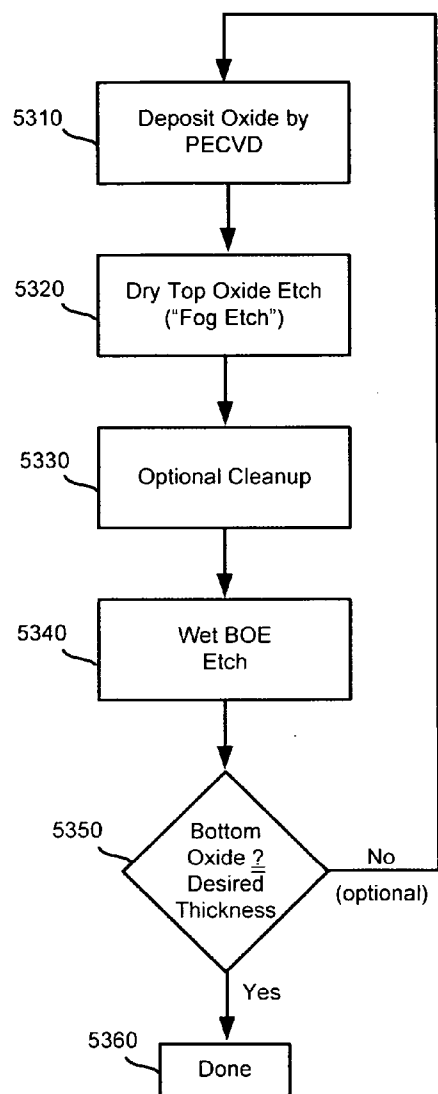 5310
Deposit Oxide by
PECVD
5320
Dry Top Oxide Etch
("Fog Etch")
5330
Optional Cleanup
5340
Wet BOE
Etch
5350
Bottom
Oxide ?
= Desired
Thickness
No
(optional)
Yes
5360
Done